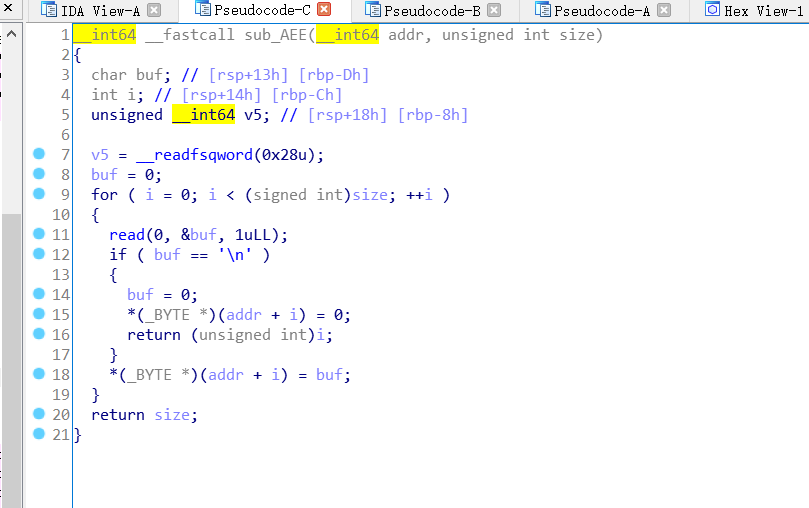 IDA View-A Pseudocode-C Pseudocode-B Pseudocode-A Hex View-1
1 __int64 __fastcall sub_AEE(__int64 addr, unsigned int size)
2 {
3 char buf; // [rsp+13h] [rbp-Dh]
4 int i; // [rsp+14h] [rbp-Ch]
5 unsigned __int64 v5; // [rsp+18h] [rbp-8h]
6
7 v5 = __readfsqword(0x28u);
8 buf = 0;
9 for ( i = 0; i < (signed int)size; ++i )
10 {
11 read(0, &buf, 1uLL);
12 if ( buf == '\n' )
13 {
14 buf = 0;
15 *(_BYTE *)(addr + i) = 0;
16 return (unsigned int)i;
17 }
18 *(_BYTE *)(addr + i) = buf;
19 }
20 return size;
21 }